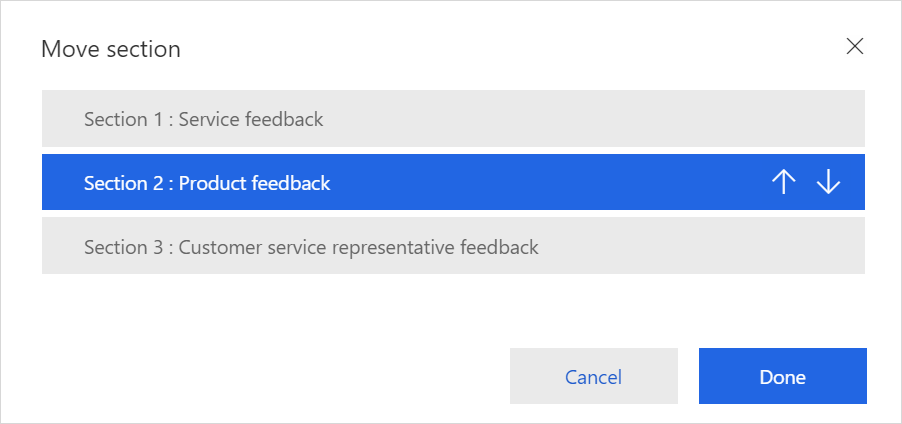 Move section
Section 1 : Service feedback
Section 2 : Product feedback
Section 3 : Customer service representative feedback
Cancel
Done